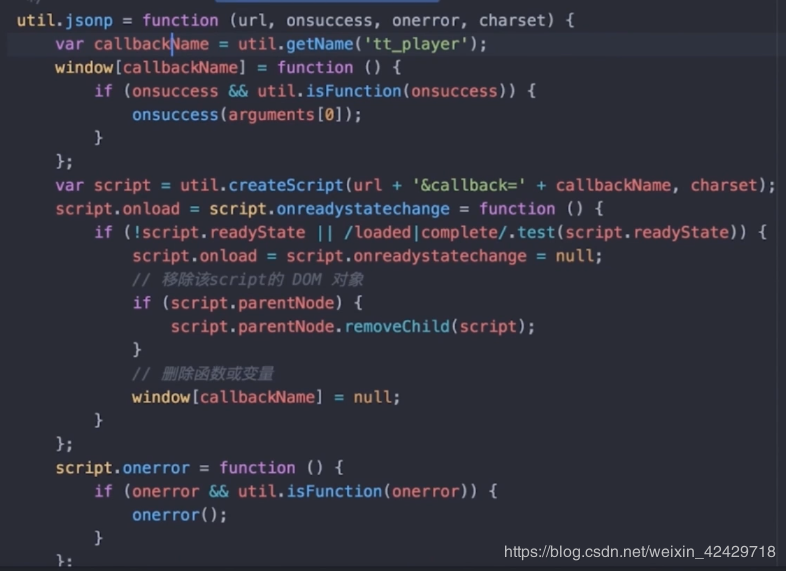 util.jsonp = function (url, onsuccess, onerror, charset) {
    var callbackName = util.getName('tt_player');
    window[callbackName] = function () {
        if (onsuccess && util.isFunction(onsuccess)) {
            onsuccess(arguments[0]);
        }
    };
    var script = util.createScript(url + '&callback=' + callbackName, charset);
    script.onload = script.onreadystatechange = function () {
        if (!script.readyState || /loaded|complete/.test(script.readyState)) {
            script.onload = script.onreadystatechange = null;
            // 移除该script的 DOM 对象
            if (script.parentNode) {
                script.parentNode.removeChild(script);
            }
            // 删除函数或变量
            window[callbackName] = null;
        }
    };
    script.onerror = function () {
        if (onerror && util.isFunction(onerror)) {
            onerror();
        }
    };
https://blog.csdn.net/weixin_42429718